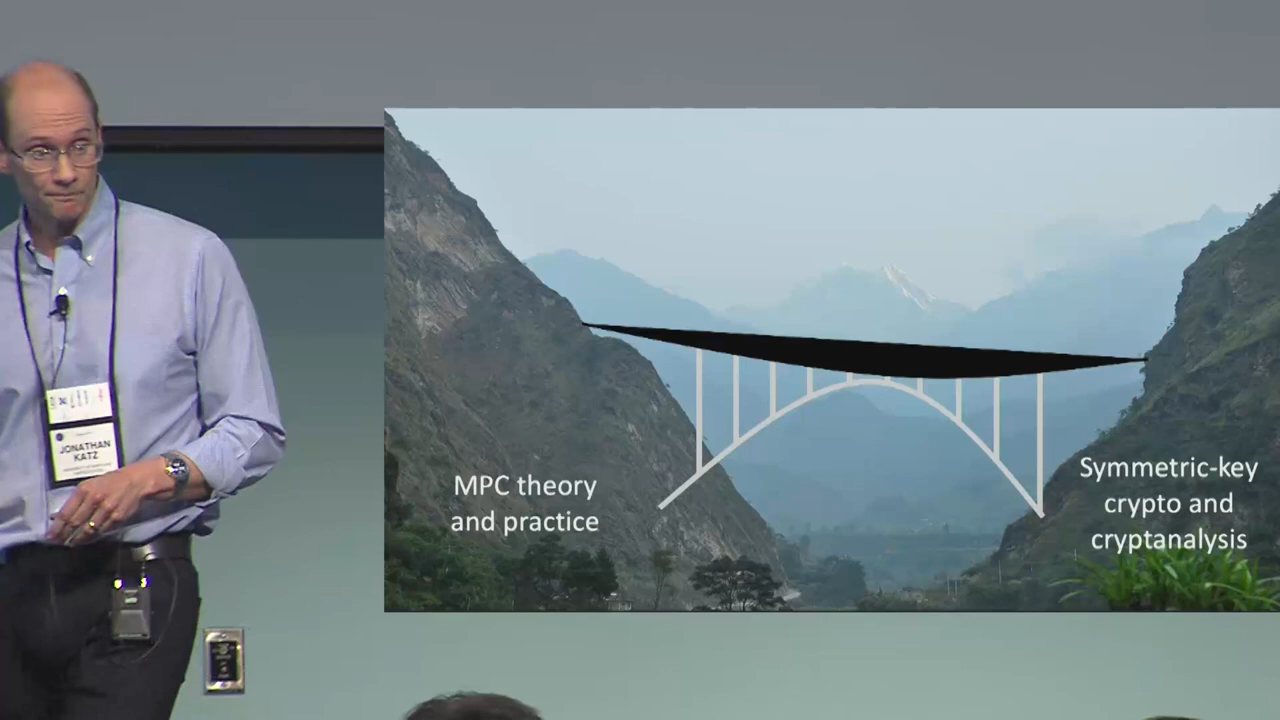 JONATHAN
KATZ
MPC theory
and practice
Symmetric-key
crypto and
cryptanalysis